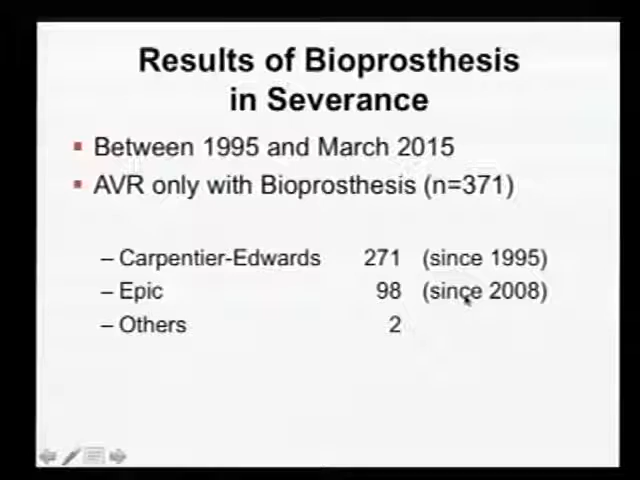 Results of Bioprosthesis
in Severance
Between 1995 and March 2015
AVR only with Bioprosthesis (n=371)
– Carpentier-Edwards 271 (since 1995)
– Epic 98 (since 2008)
– Others 2